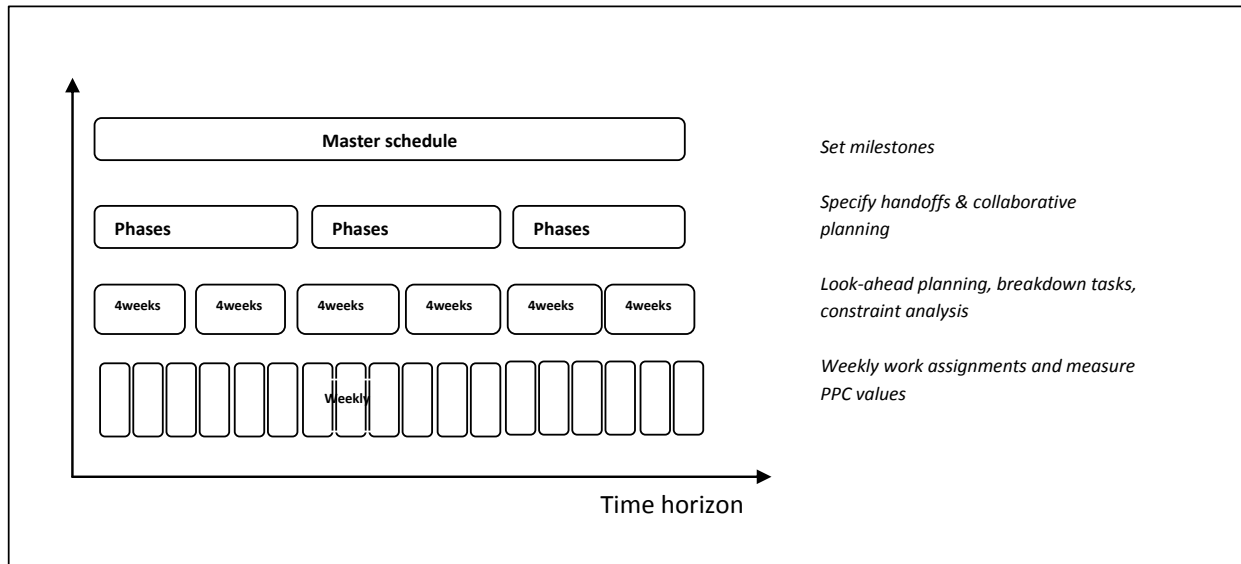 Master schedule
Set milestones
Phases
Phases
Phases
Specify handoffs & collaborative
planning
4weeks
4weeks
4weeks
4weeks
4weeks
4weeks
Look-ahead planning, breakdown tasks,
constraint analysis
Weekly
Weekly work assignments and measure
PPC values
Time horizon